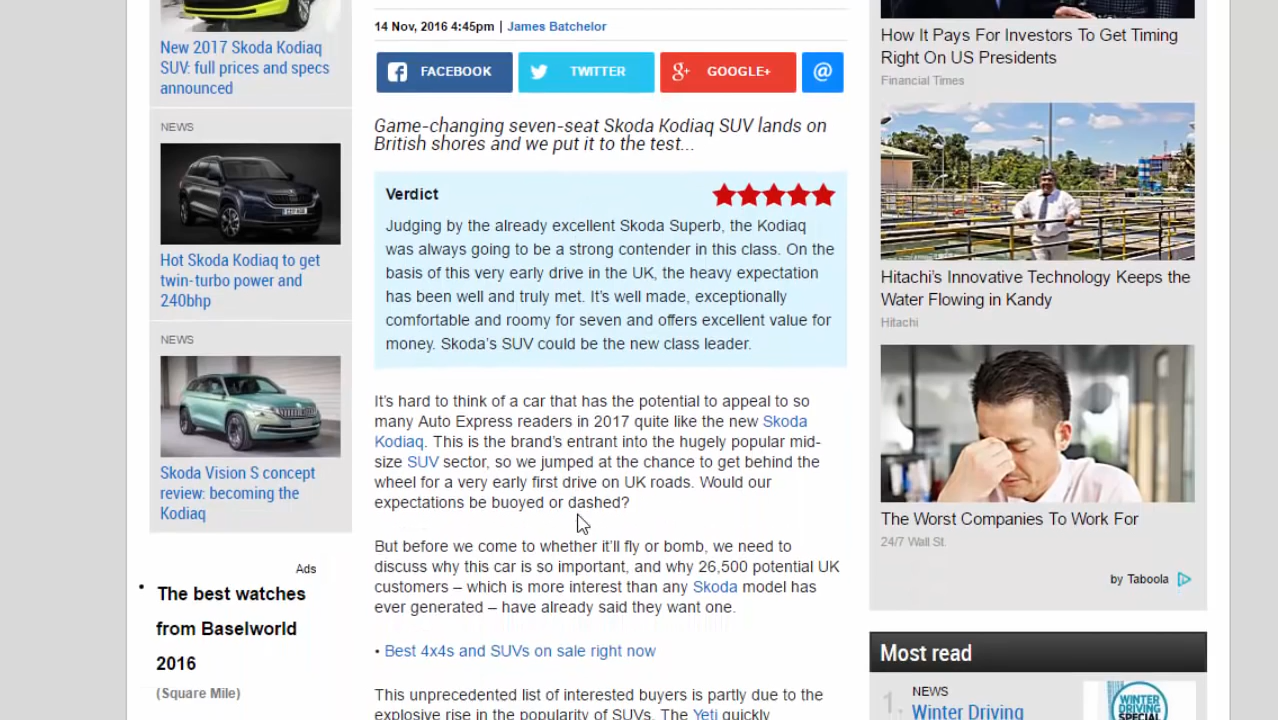 New 2017 Skoda Kodiaq
SUV: full prices and specs
announced
NEWS
Hot Skoda Kodiaq to get
twin-turbo power and
240bhp
NEWS
Skoda Vision S concept
review: becoming the
Kodiaq
Ads
• The best watches
from Baselworld
2016
(Square Mile)
14 Nov, 2016 4:45pm | James Batchelor
FACEBOOK
TWITTER
GOOGLE+
@
Game-changing seven-seat Skoda Kodiaq SUV lands on
British shores and we put it to the test...
Verdict
Judging by the already excellent Skoda Superb, the Kodiaq
was always going to be a strong contender in this class. On the
basis of this very early drive in the UK, the heavy expectation
has been well and truly met. It's well made, exceptionally
comfortable and roomy for seven and offers excellent value for
money. Skoda's SUV could be the new class leader.
It's hard to think of a car that has the potential to appeal to so
many Auto Express readers in 2017 quite like the new Skoda
Kodiaq. This is the brand's entrant into the hugely popular mid-
size SUV sector, so we jumped at the chance to get behind the
wheel for a very early first drive on UK roads. Would our
expectations be buoyed or dashed?
But before we come to whether it'll fly or bomb, we need to
discuss why this car is so important, and why 26,500 potential UK
customers – which is more interest than any Skoda model has
ever generated – have already said they want one.
• Best 4x4s and SUVs on sale right now
This unprecedented list of interested buyers is partly due to the
explosive rise in the popularity of SUVs. The Yeti quickly
How It Pays For Investors To Get Timing
Right On US Presidents
Financial Times
Hitachi's Innovative Technology Keeps the
Water Flowing in Kandy
Hitachi
The Worst Companies To Work For
24/7 Wall St.
by Taboola
Most read
1.
NEWS
Winter Driving
WINTER
DRIVING
SPECIAL